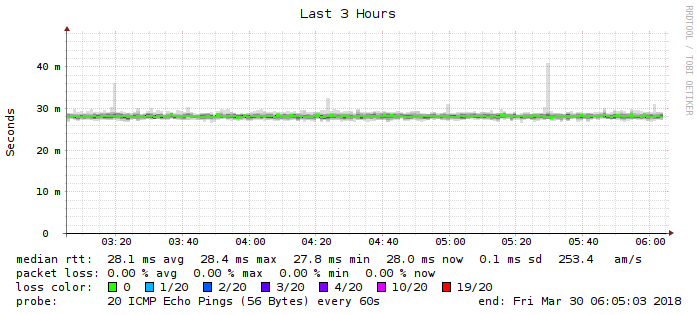 Last 3 Hours
RRDTOOL / TOBI OETIKER
Seconds
40 m
30 m
20 m
10 m
0
03:20 03:40 04:00 04:20 04:40 05:00 05:20 05:40 06:00
median rtt: 28.1 ms avg 28.4 ms max 27.8 ms min 28.0 ms now 0.1 ms sd 253.4 am/s
packet loss: 0.00 % avg 0.00 % max 0.00 % min 0.00 % now
loss color: 0 1/20 2/20 3/20 4/20 10/20 19/20
probe: 20 ICMP Echo Pings (56 Bytes) every 60s end: Fri Mar 30 06:05:03 2018